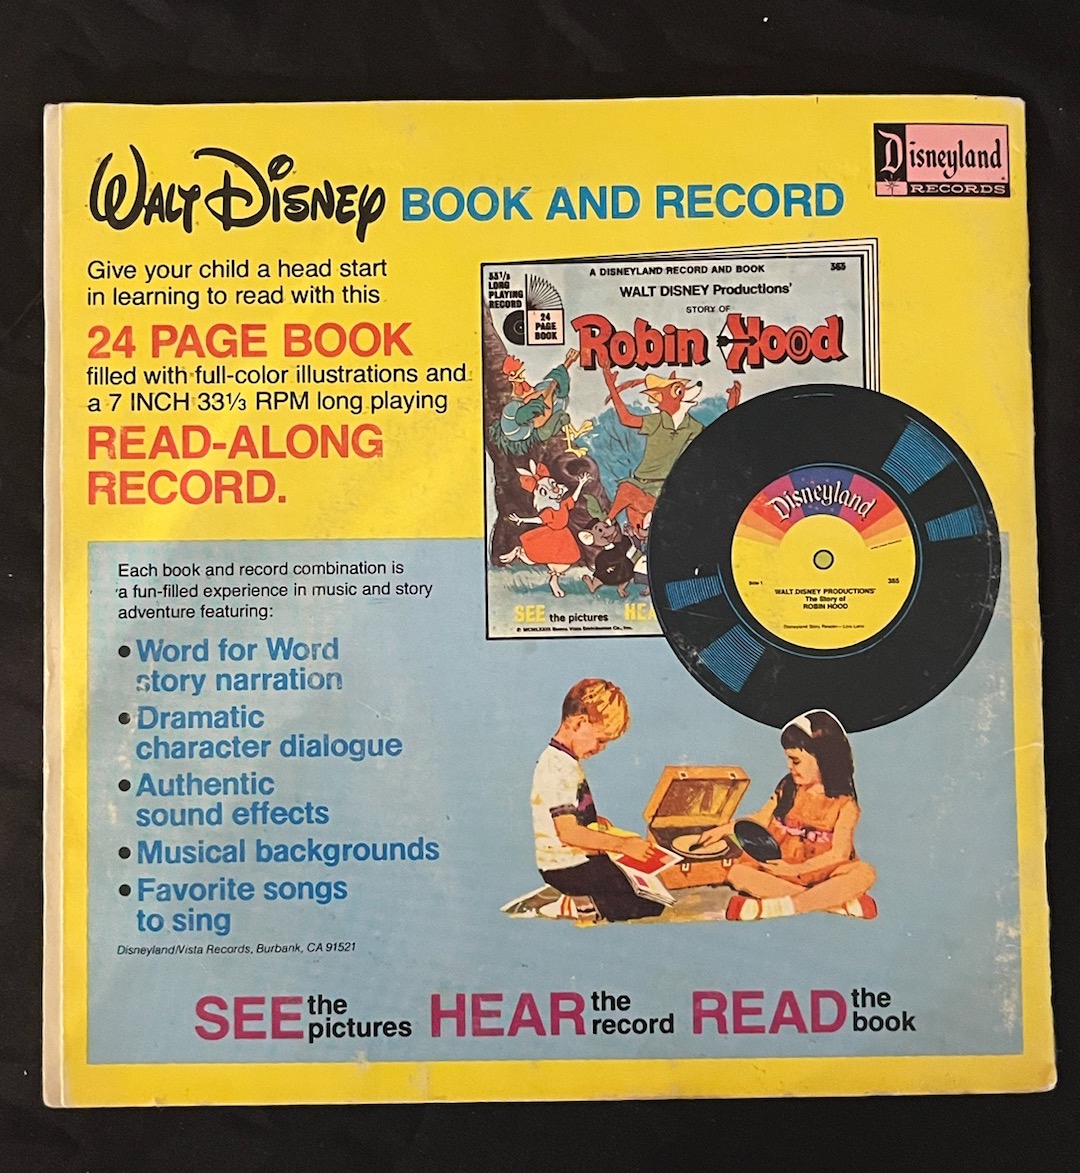 WALT DISNEY BOOK AND RECORD
Disneyland
RECORDS
Give your child a head start
in learning to read with this
24 PAGE BOOK
filled with full-color illustrations and
a 7 INCH 33⅓ RPM long playing
READ-ALONG
RECORD.
33⅓
LONG
PLAYING
RECORD
24
PAGE
BOOK
A DISNEYLAND RECORD AND BOOK
365
WALT DISNEY Productions'
STORY OF
Robin Hood
SEE the pictures HEA
Disneyland
Side 1
365
WALT DISNEY PRODUCTIONS'
The Story of
ROBIN HOOD
Each book and record combination is
a fun-filled experience in music and story
adventure featuring:
• Word for Word
story narration
• Dramatic
character dialogue
• Authentic
sound effects
• Musical backgrounds
• Favorite songs
to sing
Disneyland/Vista Records, Burbank, CA 91521
SEE the pictures HEAR the record READ the book